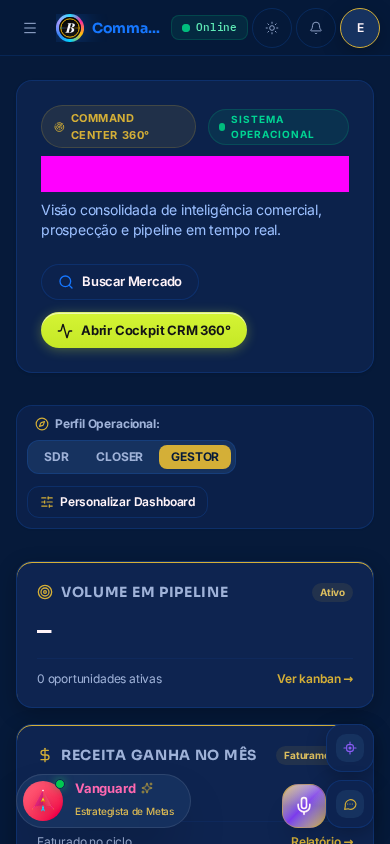 B Comma... Online E
COMMAND
CENTER 360°
SISTEMA
OPERACIONAL
Visão consolidada de inteligência comercial,
prospecção e pipeline em tempo real.
Buscar Mercado
Abrir Cockpit CRM 360°
Perfil Operacional:
SDR CLOSER GESTOR
Personalizar Dashboard
VOLUME EM PIPELINE Ativo
–
0 oportunidades ativas Ver kanban →
RECEITA GANHA NO MÊS Faturam
Vanguard
Estrategista de Metas
Faturado no ciclo Relatório →